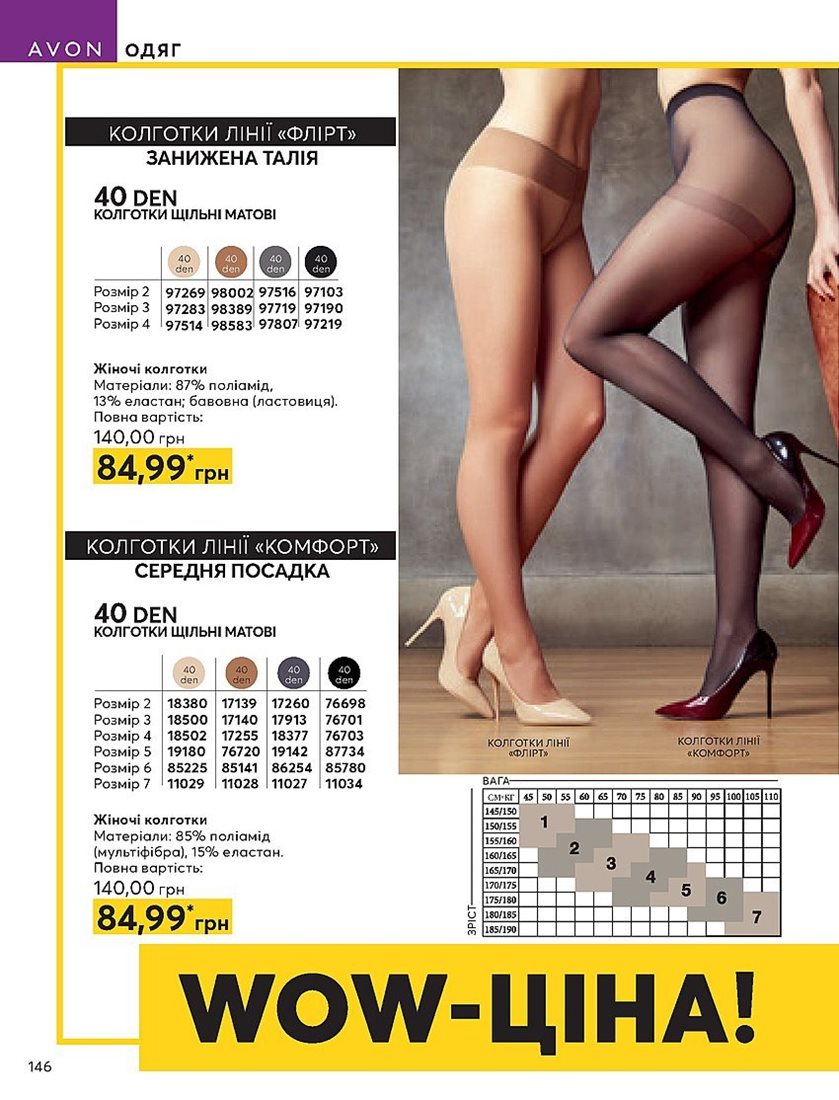 AVON ОДЯГ
КОЛГОТКИ ЛІНІЇ «ФЛІРТ»
ЗАНИЖЕНА ТАЛІЯ
40 DEN
КОЛГОТКИ ЩІЛЬНІ МАТОВІ
40 den 40 den 40 den 40 den
Розмір 2 97269 98002 97516 97103
Розмір 3 97283 98389 97719 97190
Розмір 4 97514 98583 97807 97219
Жіночі колготки
Матеріали: 87% поліамід,
13% еластан; бавовна (ластовиця).
Повна вартість:
140,00 грн
84,99* грн
КОЛГОТКИ ЛІНІЇ «КОМФОРТ»
СЕРЕДНЯ ПОСАДКА
40 DEN
КОЛГОТКИ ЩІЛЬНІ МАТОВІ
40 den 40 den 40 den 40 den
Розмір 2 18380 17139 17260 76698
Розмір 3 18500 17140 17913 76701
Розмір 4 18502 17255 18377 76703
Розмір 5 19180 76720 19142 87734
Розмір 6 85225 85141 86254 85780
Розмір 7 11029 11028 11027 11034
Жіночі колготки
Матеріали: 85% поліамід
(мультіфібра), 15% еластан.
Повна вартість:
140,00 грн
84,99* грн
КОЛГОТКИ ЛІНІЇ
«ФЛІРТ»
КОЛГОТКИ ЛІНІЇ
«КОМФОРТ»
ВАГА
СМ·КГ 45 50 55 60 65 70 75 80 85 90 95 100 105 110
145/150
150/155
155/160
160/165
165/170
170/175
175/180
180/185
185/190
1
2
3
4
5
6
7
ЗРІСТ
WOW-ЦІНА!
146